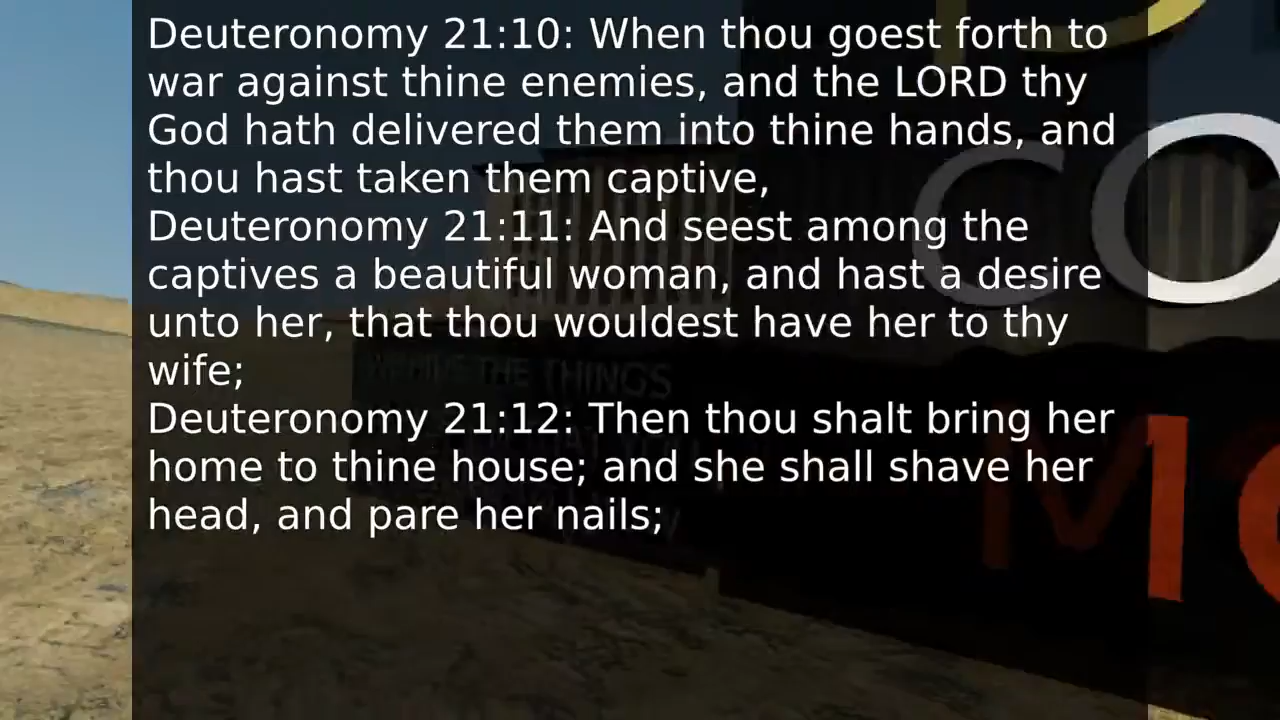 Deuteronomy 21:10: When thou goest forth to
war against thine enemies, and the LORD thy
God hath delivered them into thine hands, and
thou hast taken them captive,
Deuteronomy 21:11: And seest among the
captives a beautiful woman, and hast a desire
unto her, that thou wouldest have her to thy
wife;
Deuteronomy 21:12: Then thou shalt bring her
home to thine house; and she shall shave her
head, and pare her nails;
CO
THE THINGS